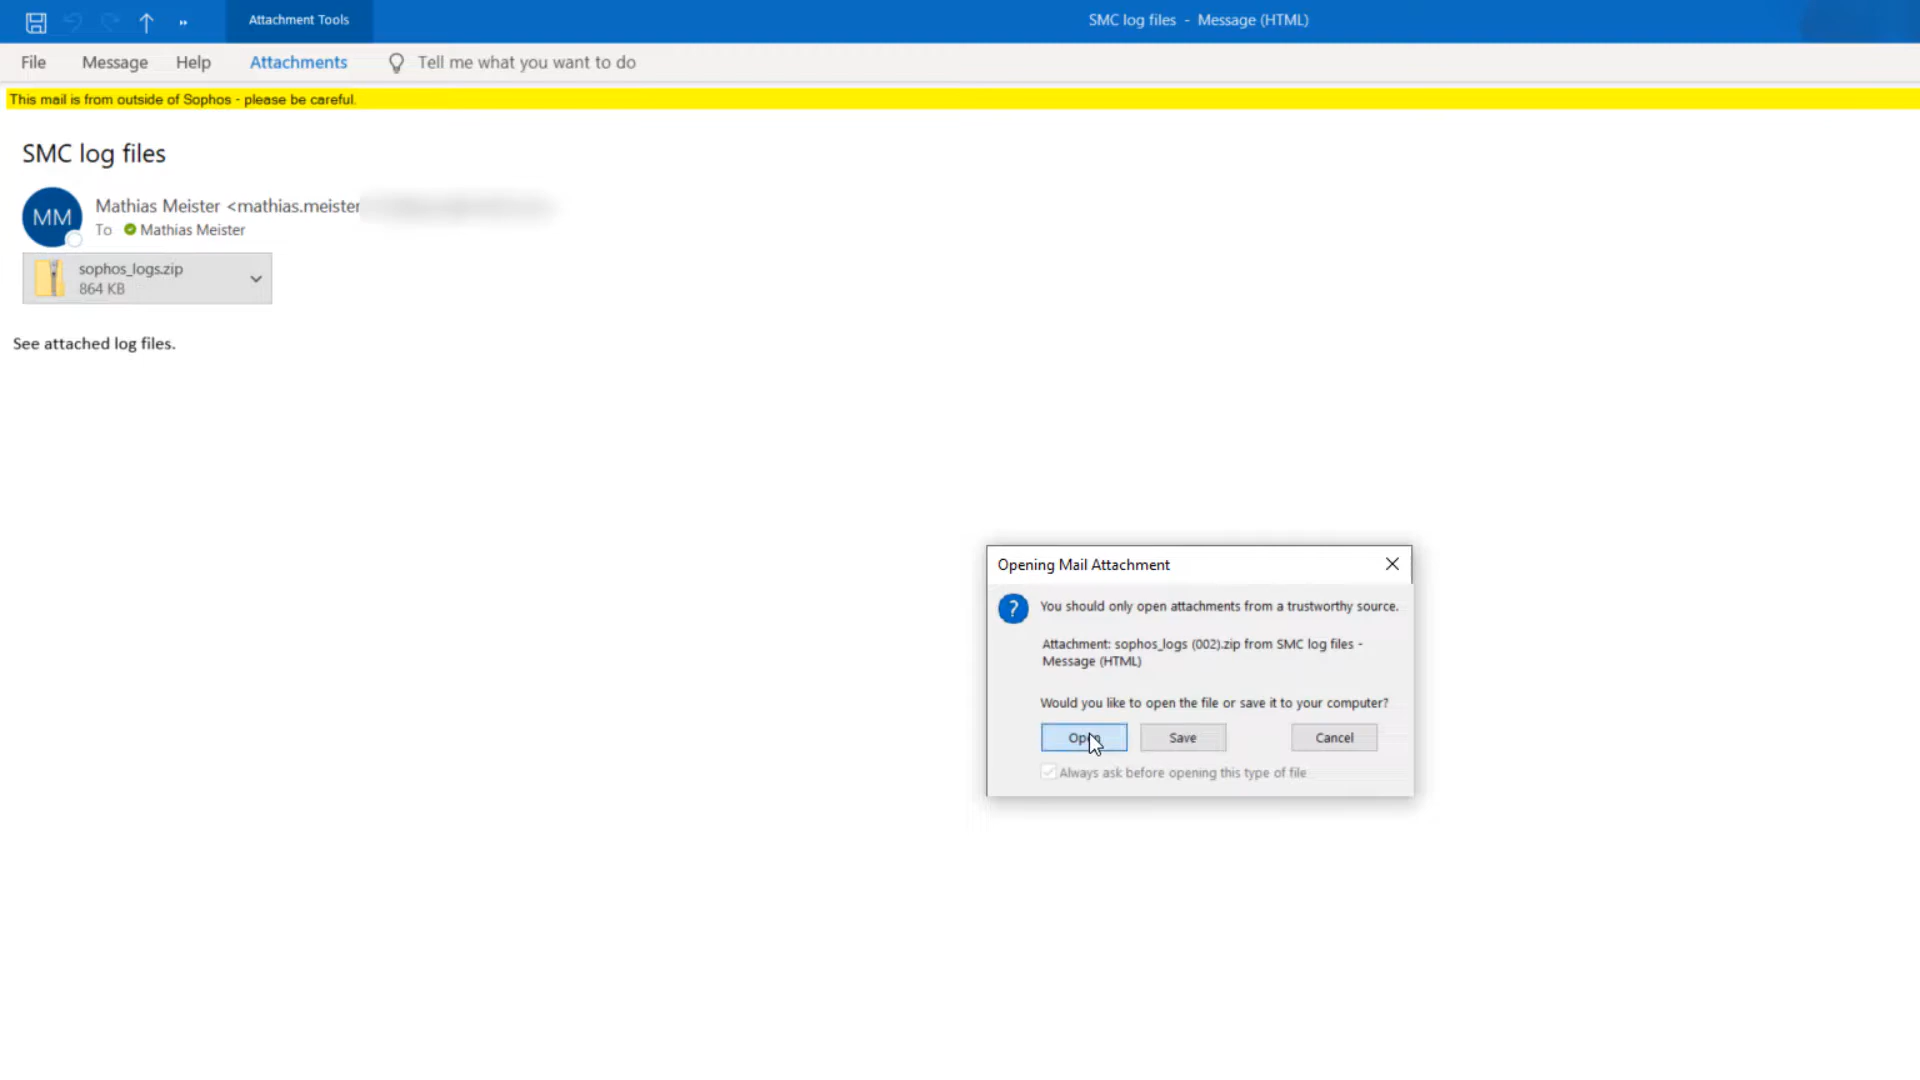 Attachment Tools
SMC log files - Message (HTML)
File Message Help Attachments Tell me what you want to do
This mail is from outside of Sophos - please be careful.
SMC log files
MM
Mathias Meister <mathias.meister
To Mathias Meister
sophos_logs.zip
864 KB
See attached log files.
Opening Mail Attachment
? You should only open attachments from a trustworthy source.
Attachment: sophos_logs (002).zip from SMC log files -
Message (HTML)
Would you like to open the file or save it to your computer?
Open Save Cancel
Always ask before opening this type of file